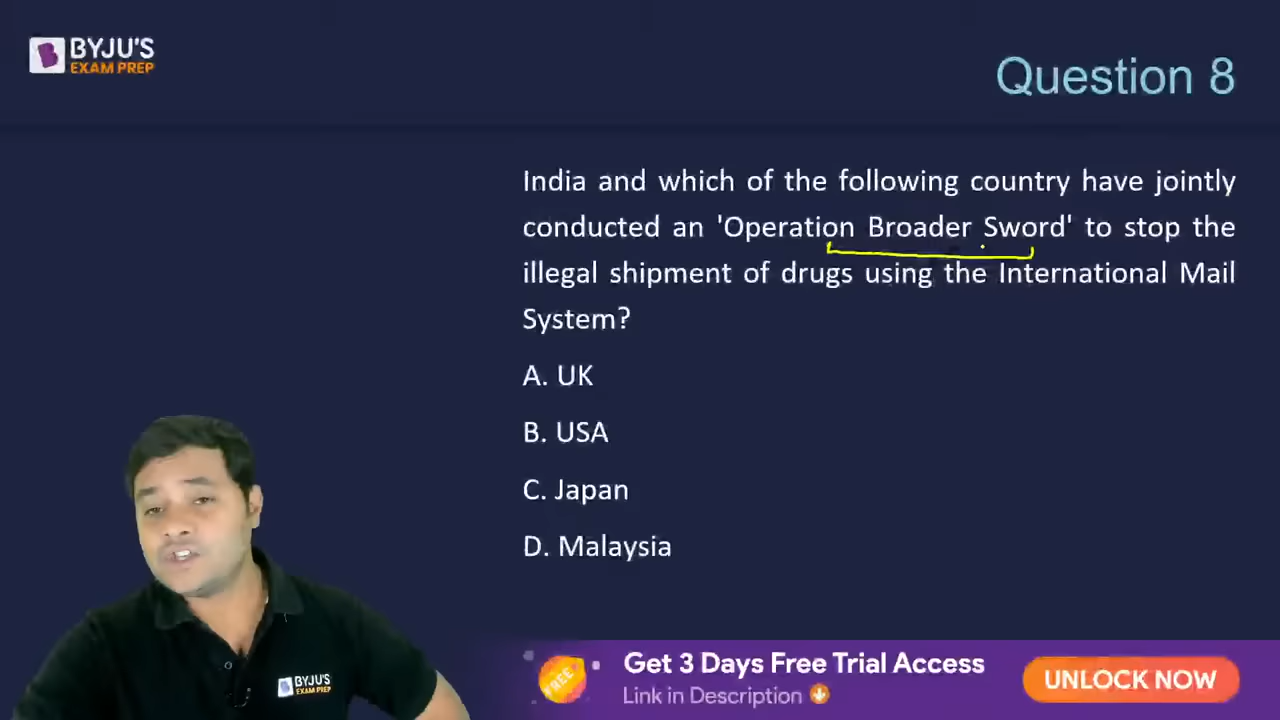 BYJU'S
EXAM PREP
Question 8
India and which of the following country have jointly
conducted an 'Operation Broader Sword' to stop the
illegal shipment of drugs using the International Mail
System?
A. UK
B. USA
C. Japan
D. Malaysia
BYJU'S
EXAM PREP
FREE
Get 3 Days Free Trial Access
Link in Description
UNLOCK NOW